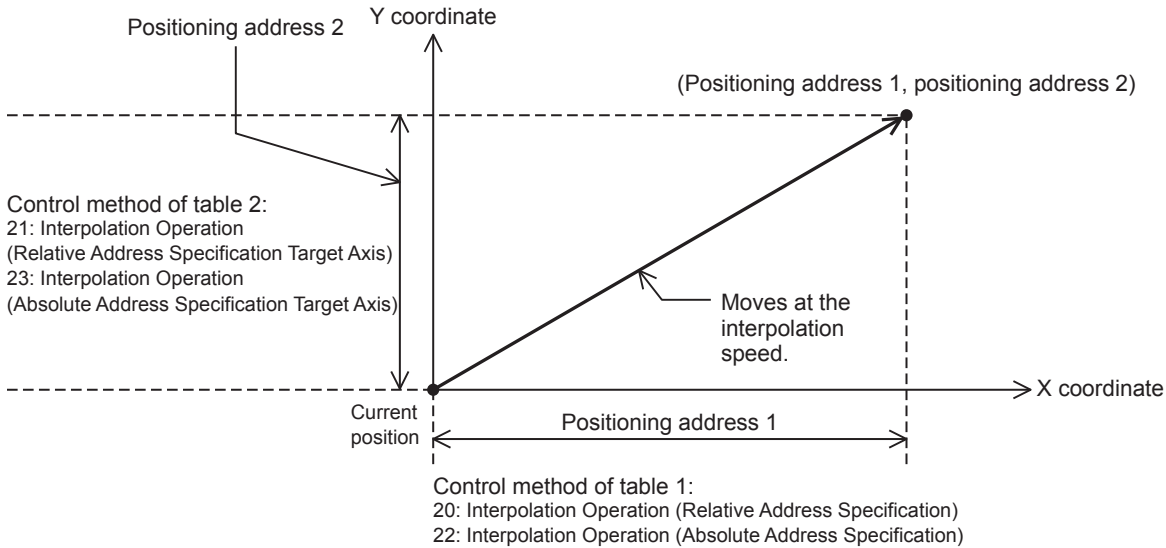 Positioning address 2
Y coordinate
(Positioning address 1, positioning address 2)
Control method of table 2:
21: Interpolation Operation
(Relative Address Specification Target Axis)
23: Interpolation Operation
(Absolute Address Specification Target Axis)
Moves at the
interpolation
speed.
X coordinate
Current
position
Positioning address 1
Control method of table 1:
20: Interpolation Operation (Relative Address Specification)
22: Interpolation Operation (Absolute Address Specification)